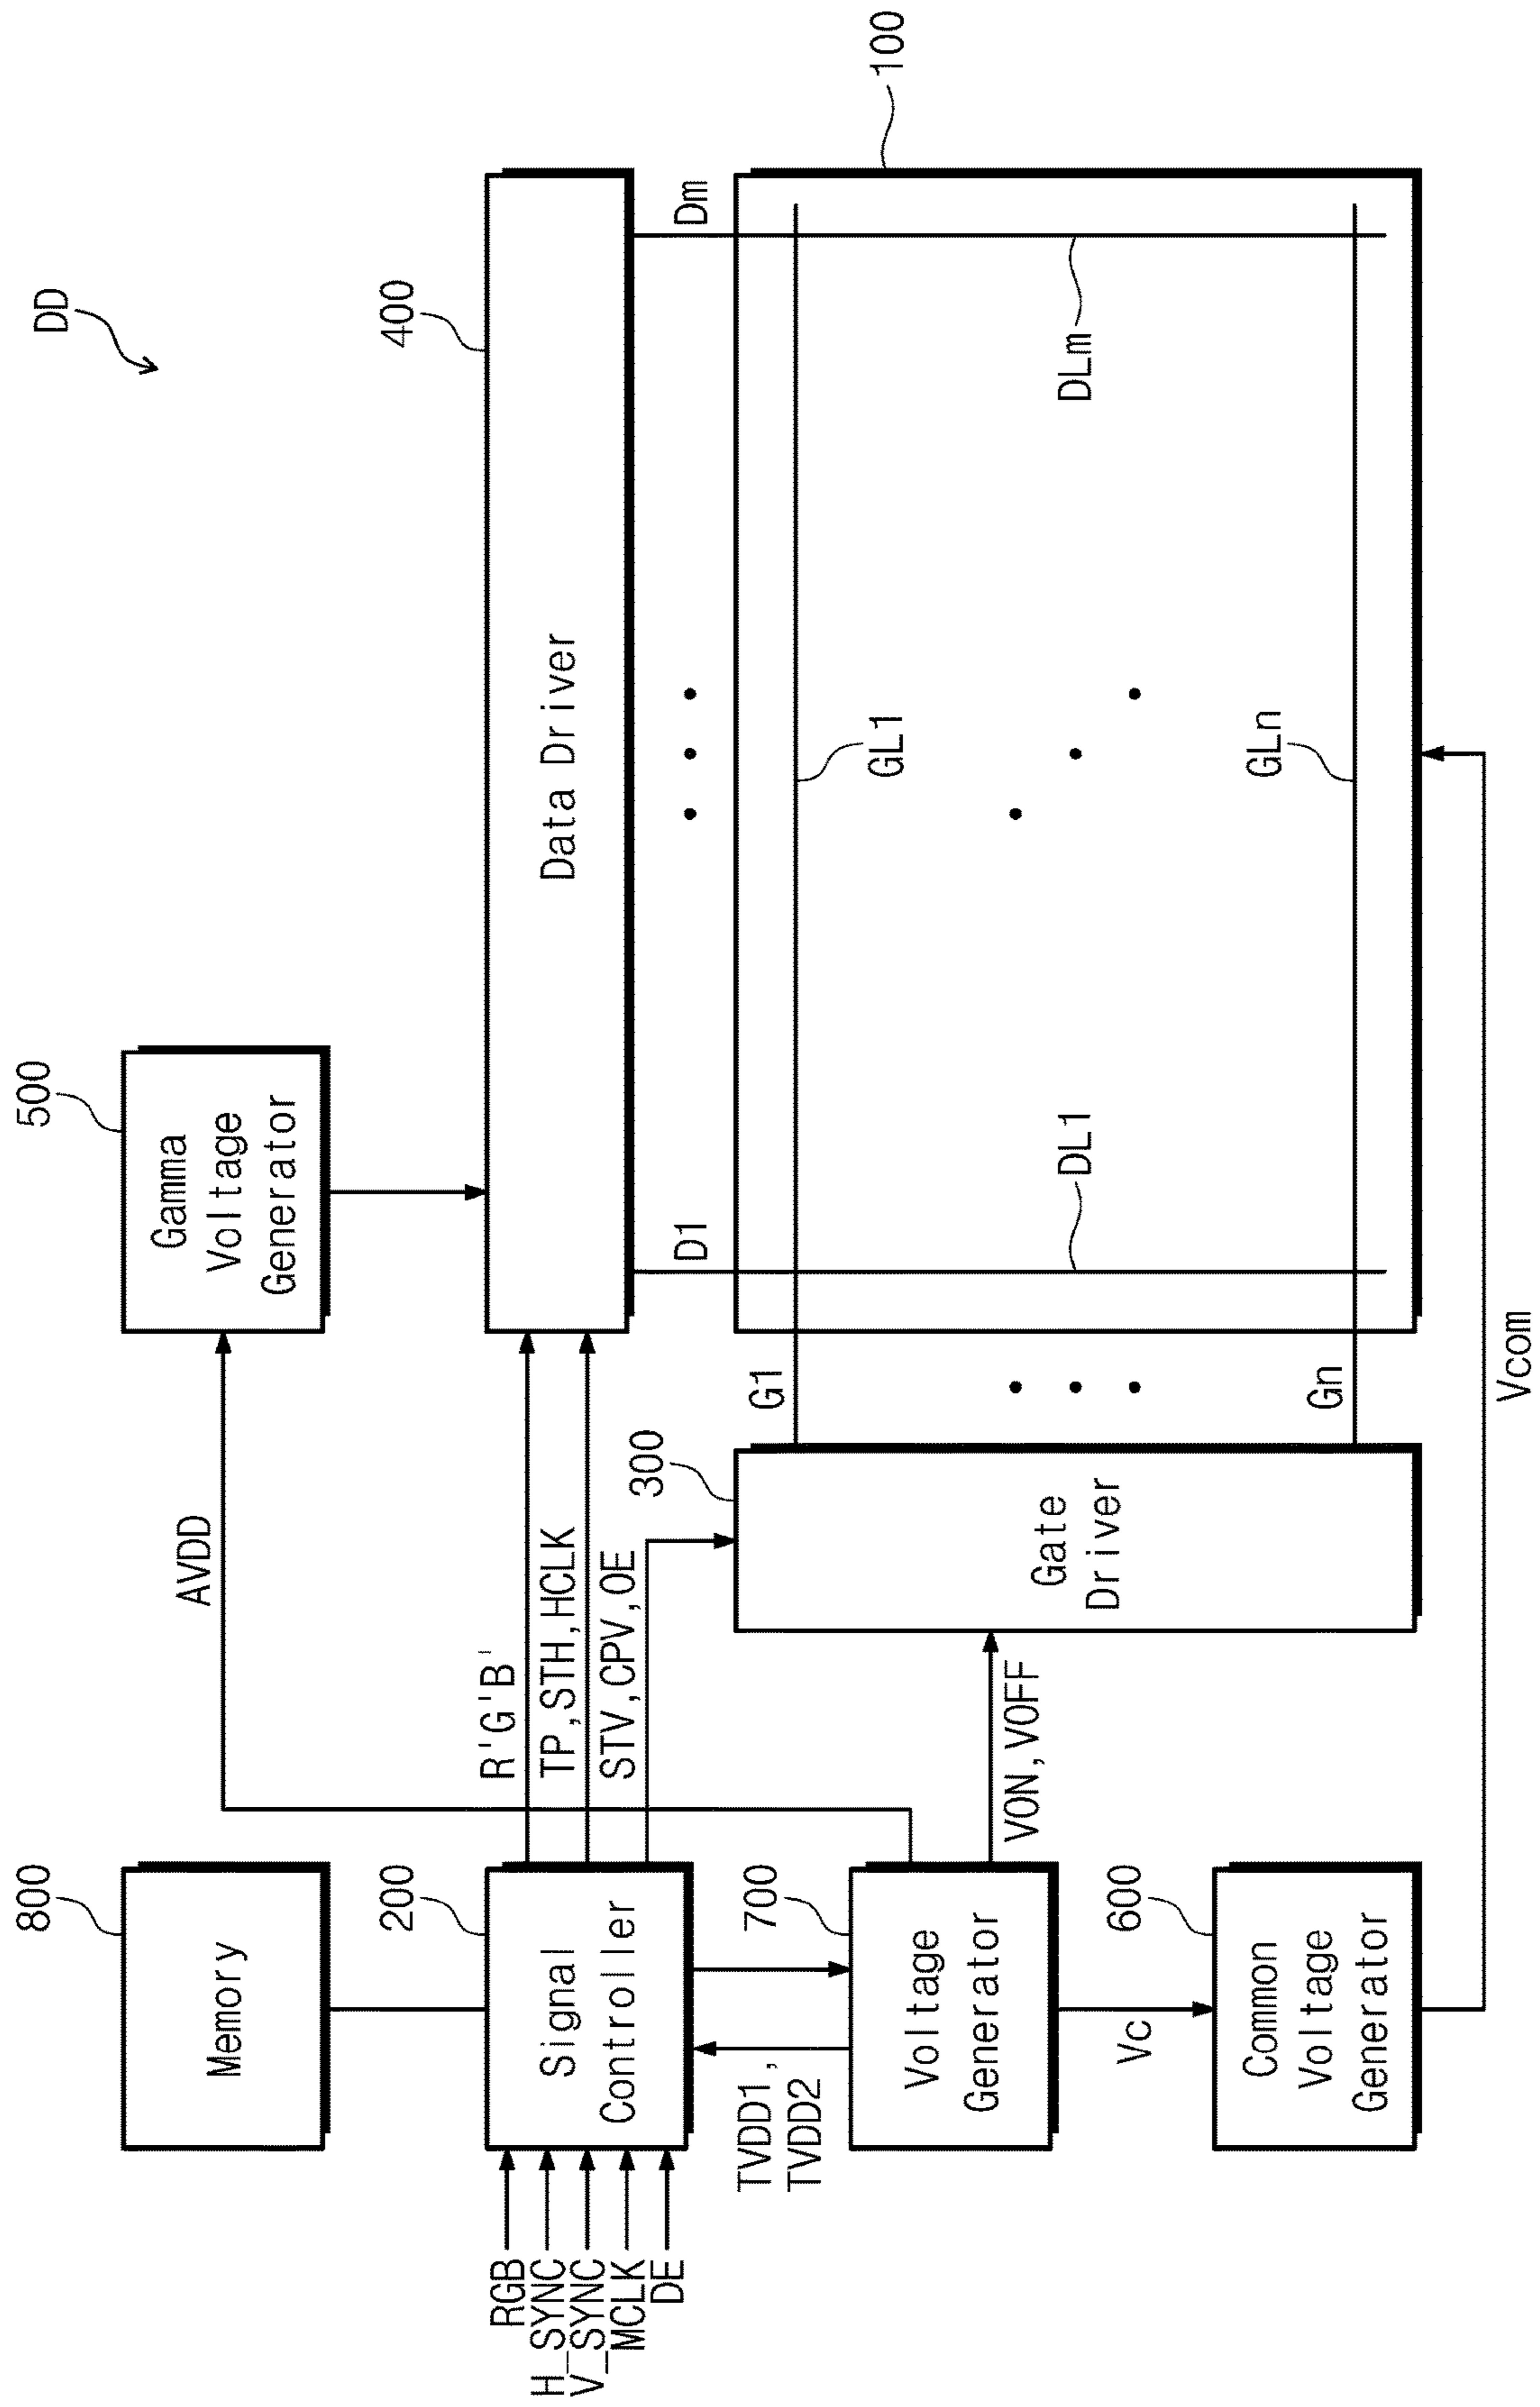 DD
800
Memory
500
Gamma
Voltage
Generator
AVDD
200
Signal
Controller
RGB
H_SYNC
V_SYNC
MCLK
DE
R'G'B'
TP,STH,HCLK
STV,CPV,OE
400
Data Driver
D1
Dm
TVDD1,
TVDD2
700
Voltage
Generator
VON,VOFF
300
Gate
Driver
G1
Gn
100
GL1
DL1
DLm
GLn
Vc
600
Common
Voltage
Generator
Vcom